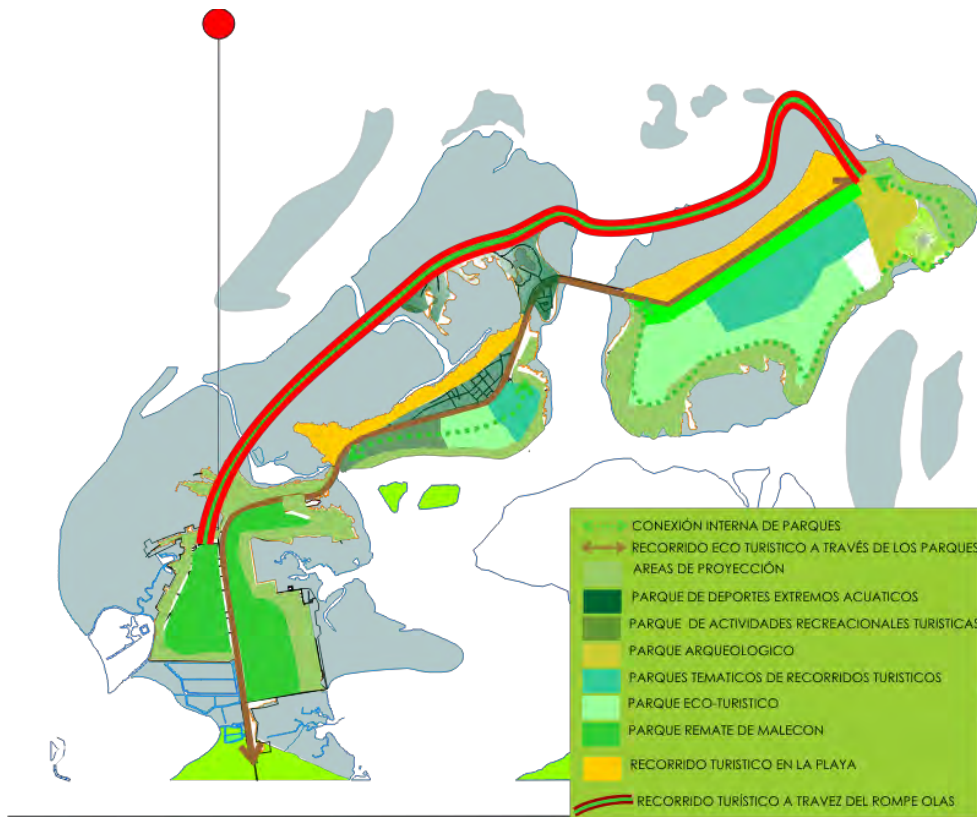 CONEXIÓN INTERNA DE PARQUES
RECORRIDO ECO TURISTICO A TRAVÉS DE LOS PARQUES
AREAS DE PROYECCIÓN
PARQUE DE DEPORTES EXTREMOS ACUATICOS
PARQUE DE ACTIVIDADES RECREACIONALES TURISTICAS
PARQUE ARQUEOLOGICO
PARQUES TEMATICOS DE RECORRIDOS TURISTICOS
PARQUE ECO-TURISTICO
PARQUE REMATE DE MALECON
RECORRIDO TURISTICO EN LA PLAYA
RECORRIDO TURÍSTICO A TRAVEZ DEL ROMPE OLAS